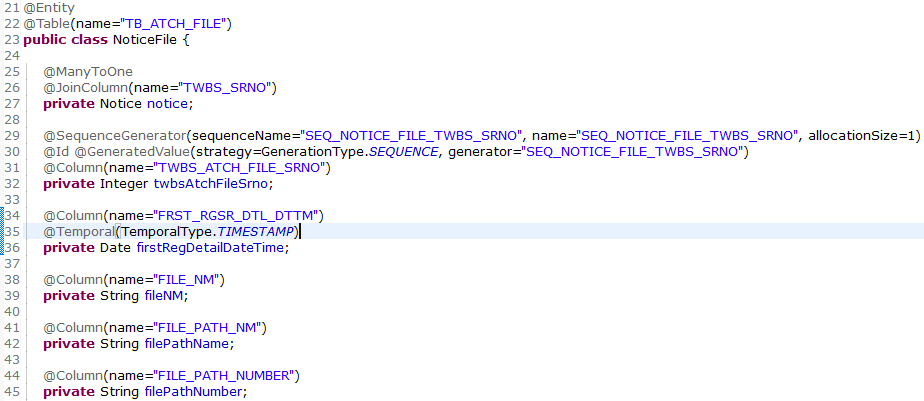 21 @Entity
22 @Table(name="TB_ATCH_FILE")
23 public class NoticeFile {
24
25 @ManyToOne
26 @JoinColumn(name="TWBS_SRNO")
27 private Notice notice;
28
29 @SequenceGenerator(sequenceName="SEQ_NOTICE_FILE_TWBS_SRNO", name="SEQ_NOTICE_FILE_TWBS_SRNO", allocationSize=1)
30 @Id @GeneratedValue(strategy=GenerationType.SEQUENCE, generator="SEQ_NOTICE_FILE_TWBS_SRNO")
31 @Column(name="TWBS_ATCH_FILE_SRNO")
32 private Integer twbsAtchFileSrno;
33
34 @Column(name="FRST_RGSR_DTL_DTTM")
35 @Temporal(TemporalType.TIMESTAMP)
36 private Date firstRegDetailDateTime;
37
38 @Column(name="FILE_NM")
39 private String fileNM;
40
41 @Column(name="FILE_PATH_NM")
42 private String filePathName;
43
44 @Column(name="FILE_PATH_NUMBER")
45 private String filePathNumber;